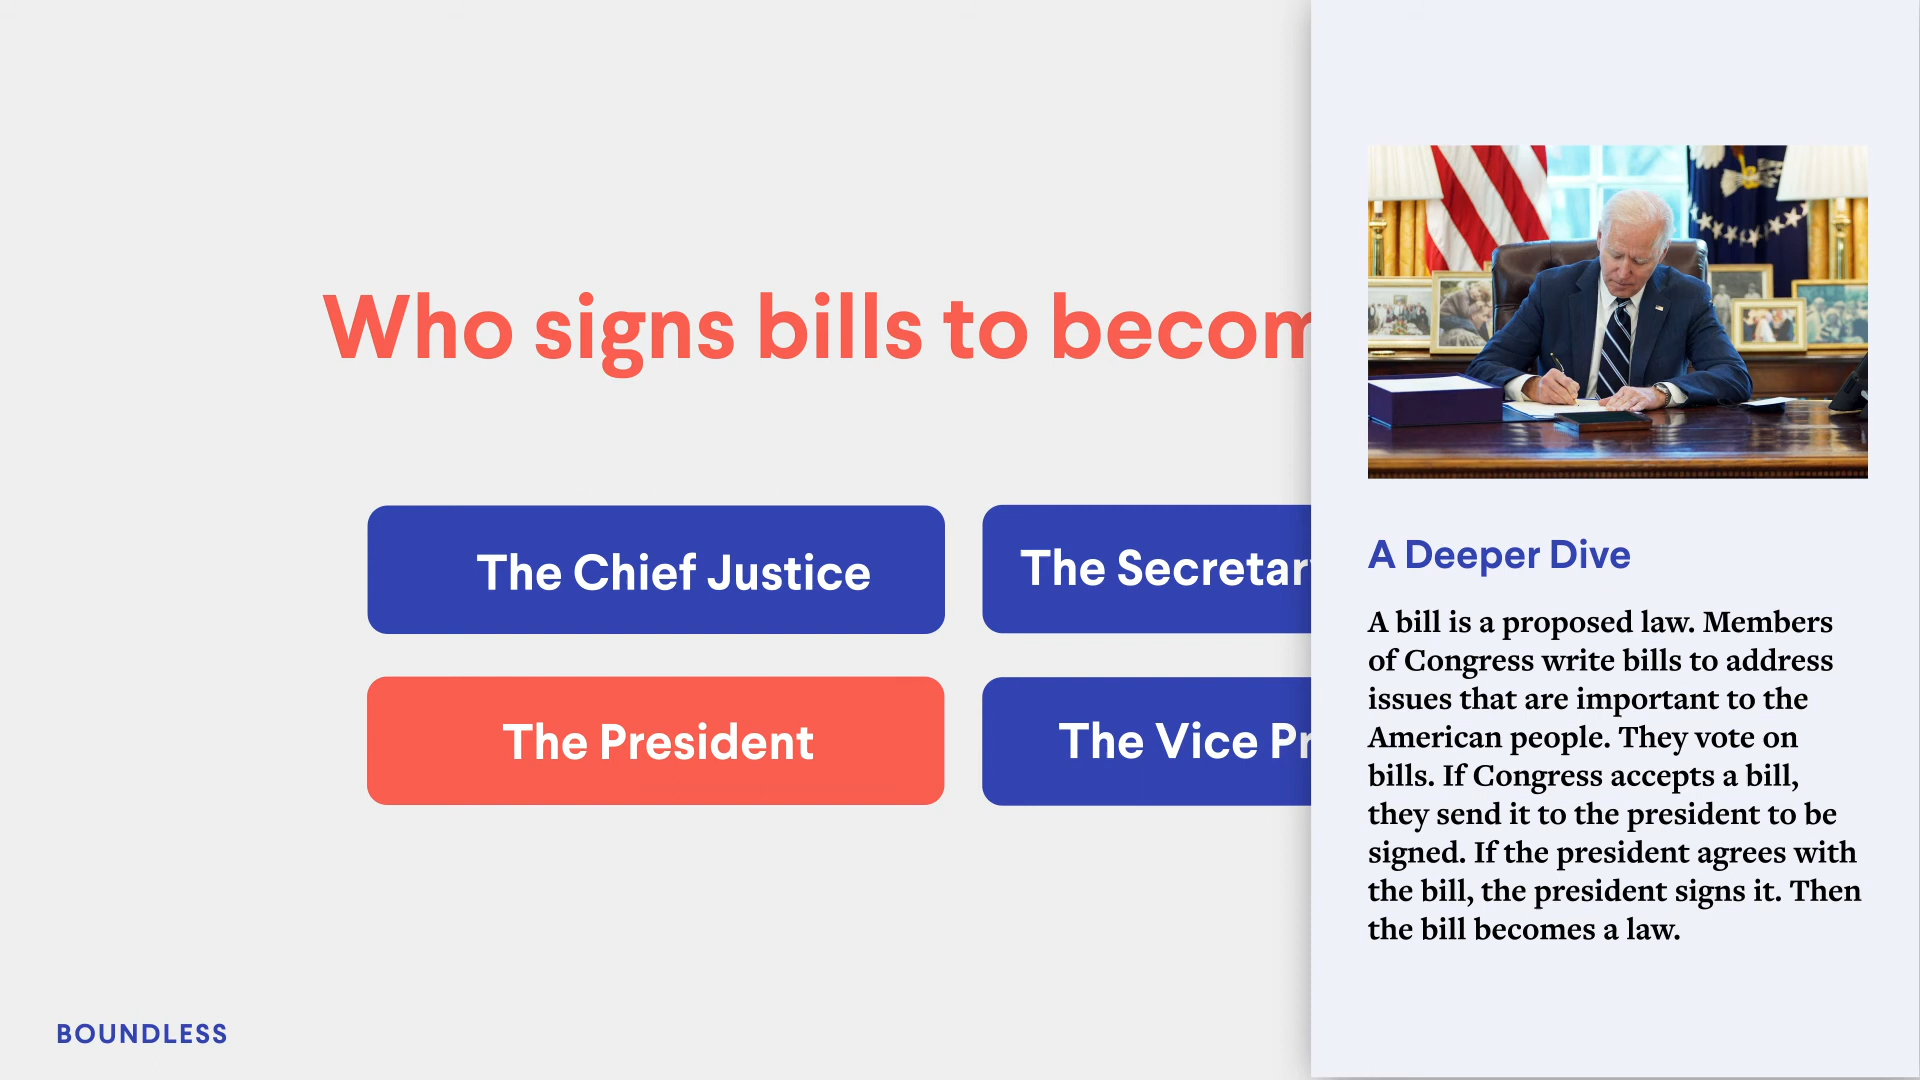 Who signs bills to becom
The Chief Justice
The Secretar
The President
The Vice Pr
BOUNDLESS
A Deeper Dive
A bill is a proposed law. Members
of Congress write bills to address
issues that are important to the
American people. They vote on
bills. If Congress accepts a bill,
they send it to the president to be
signed. If the president agrees with
the bill, the president signs it. Then
the bill becomes a law.